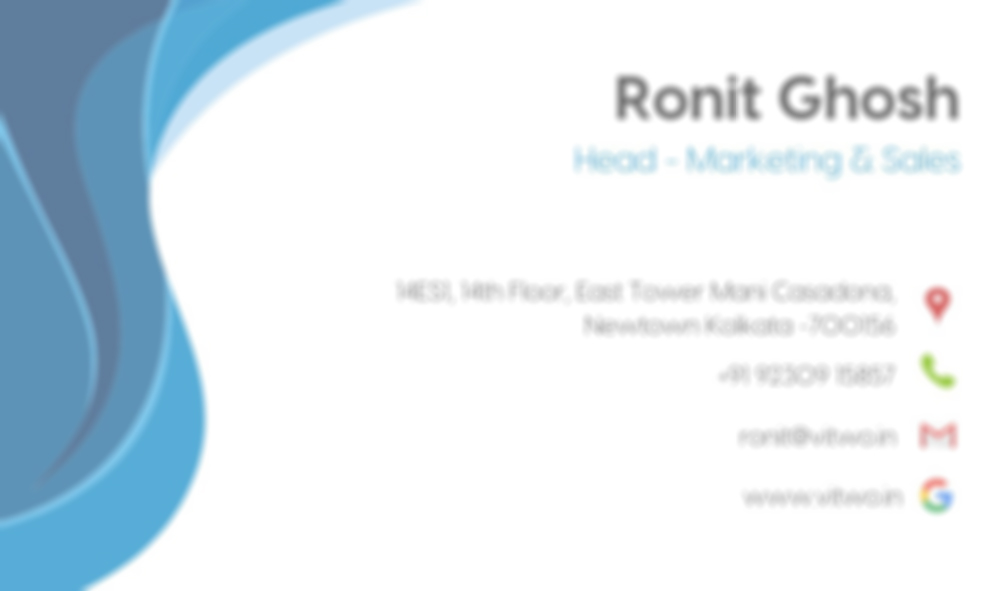 Ronit Ghosh
Head - Marketing & Sales
14ES1, 14th Floor, East Tower Mani Casadona,
Newtown Kolkata -700156
+91 92309 15857
ronit@vitwo.in
www.vitwo.in